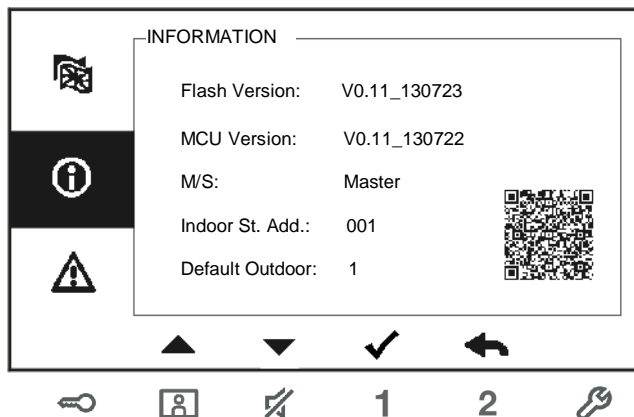 INFORMATION
Flash Version: V0.11_130723
MCU Version: V0.11_130722
M/S: Master
Indoor St. Add.: 001
Default Outdoor: 1
1 2